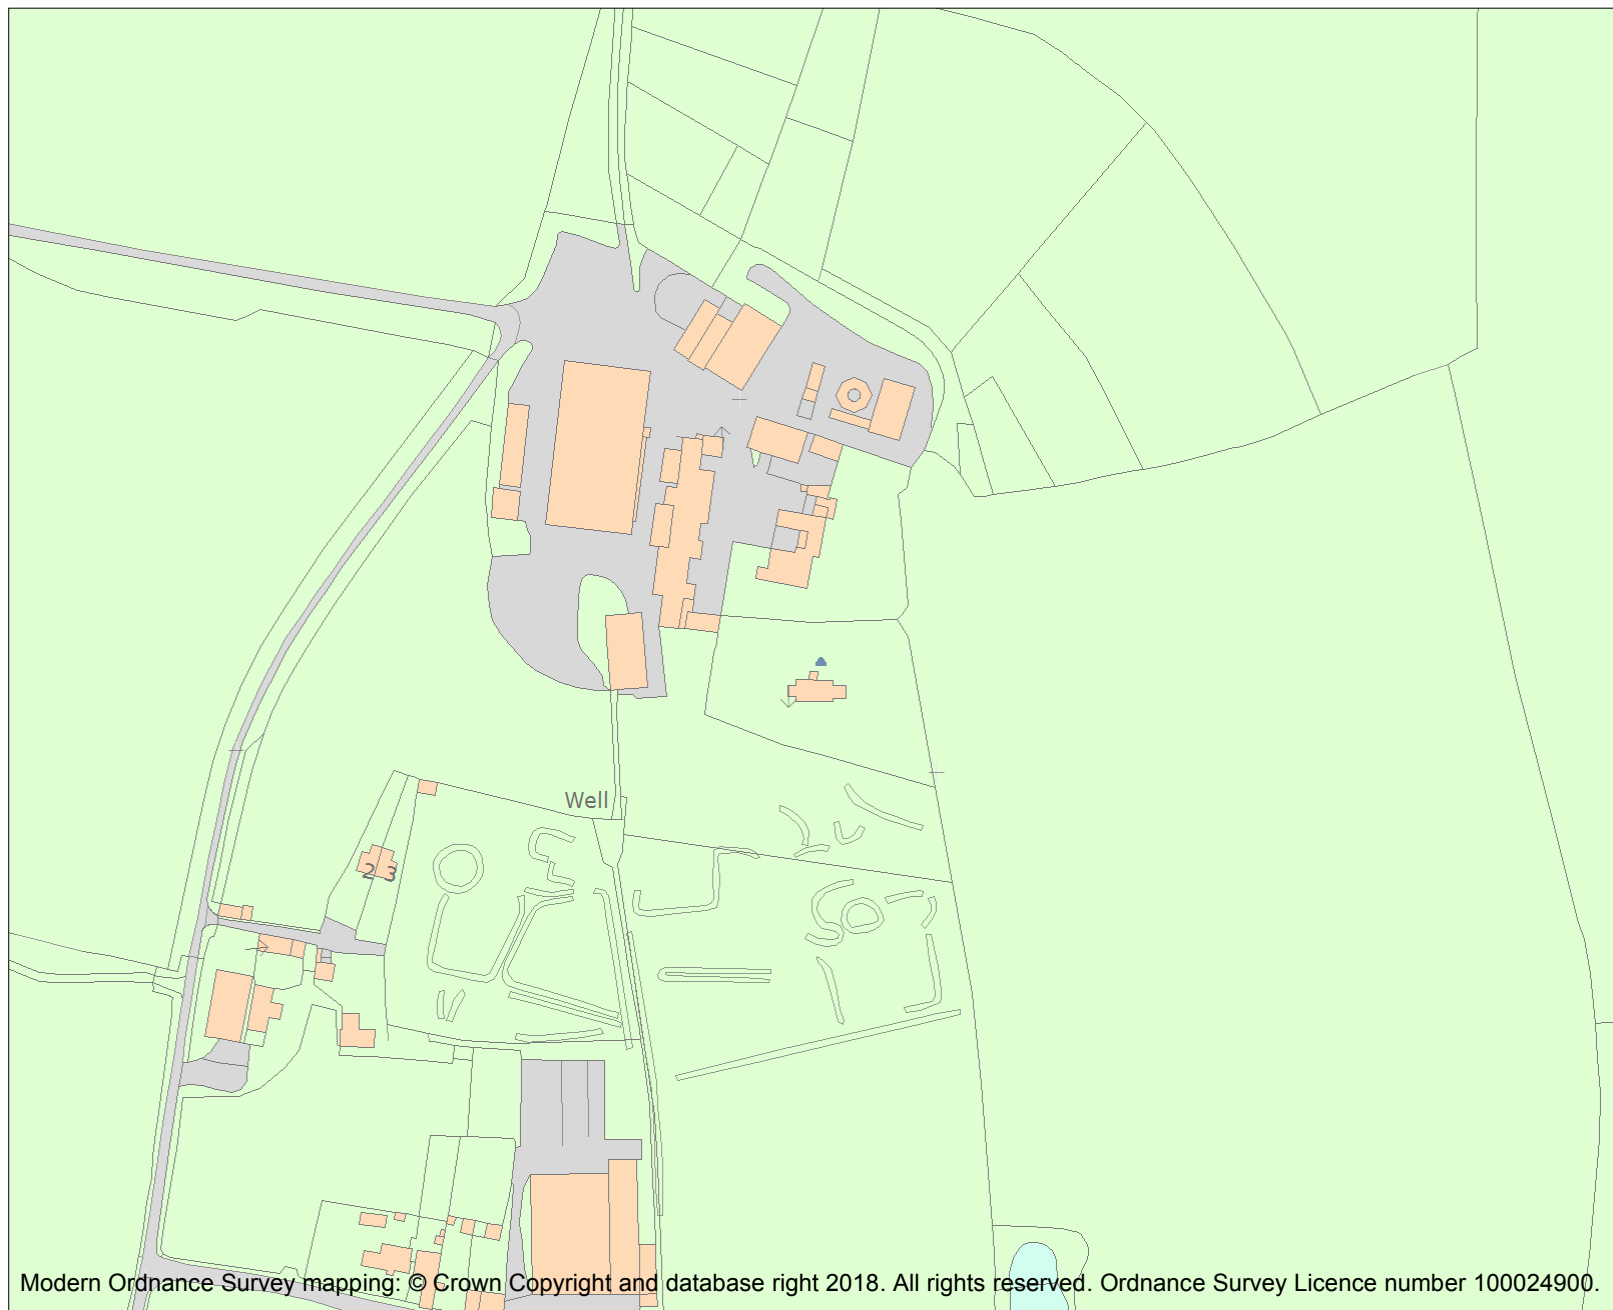 Well
2 3
Modern Ordnance Survey mapping: © Crown Copyright and database right 2018. All rights reserved. Ordnance Survey Licence number 100024900.